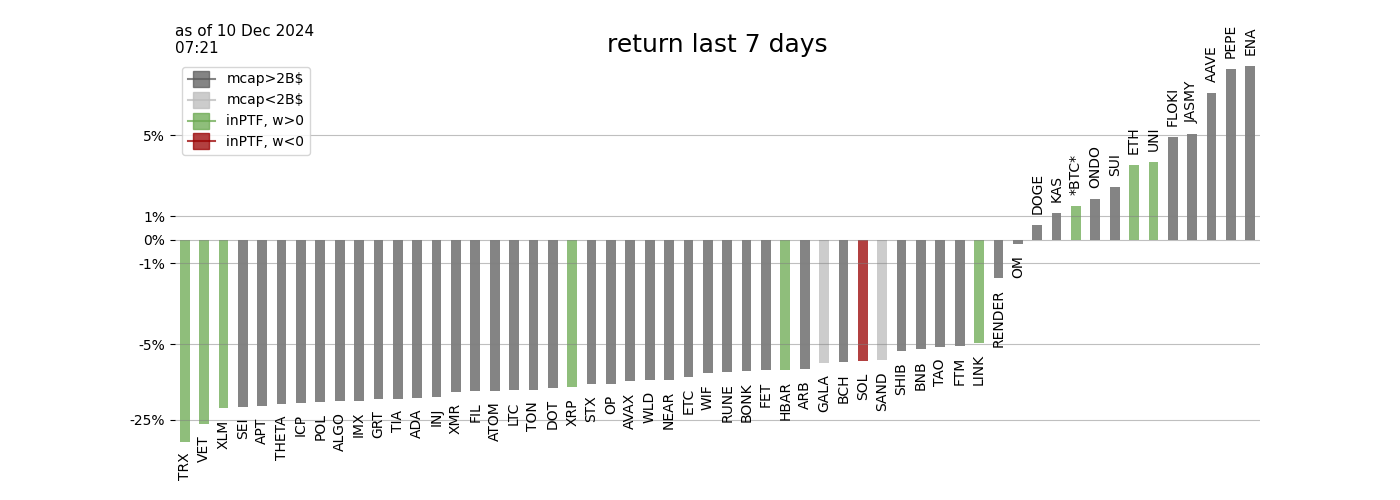 as of 10 Dec 2024
07:21
return last 7 days
mcap>2B$
mcap<2B$
inPTF, w>0
inPTF, w<0
5%
1%
0%
-1%
-5%
-25%
TRX
VET
XLM
SEI
APT
THETA
ICP
POL
ALGO
IMX
GRT
TIA
ADA
INJ
XMR
FIL
ATOM
LTC
TON
DOT
XRP
STX
OP
AVAX
WLD
NEAR
ETC
WIF
RUNE
BONK
FET
HBAR
ARB
GALA
BCH
SOL
SAND
SHIB
BNB
TAO
FTM
LINK
RENDER
OM
DOGE
KAS
*BTC*
ONDO
SUI
ETH
UNI
FLOKI
JASMY
AAVE
PEPE
ENA